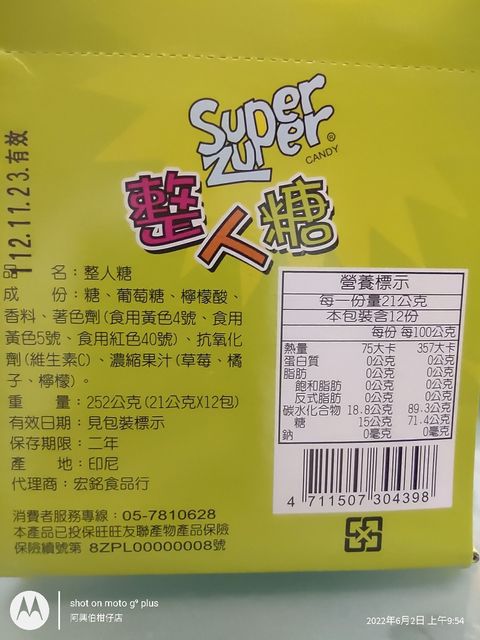 Super
Zuper®
CANDY
整人糖
112.11.23.有效
品　　名：整人糖
成　　份：糖、葡萄糖、檸檬酸、
香料、著色劑(食用黃色4號、食用
黃色5號、食用紅色40號)、抗氧化
劑(維生素C)、濃縮果汁(草莓、橘
子、檸檬)。
重　　量：252公克(21公克X12包)
有效日期：見包裝標示
保存期限：二年
產　　地：印尼
代理商：宏銘食品行
消費者服務專線：05-7810628
本產品已投保旺旺友聯產物產品保險
保險續號第 8ZPL00000008號
營養標示
每一份量21公克
本包裝含12份
每份 每100公克
熱量 75大卡 357大卡
蛋白質 0公克 0公克
脂肪 0公克 0公克
飽和脂肪 0公克 0公克
反式脂肪 0公克 0公克
碳水化合物 18.8公克 89.3公克
糖 15公克 71.4公克
鈉 0毫克 0毫克
4 711507 304398
shot on moto g⁹ plus
阿興伯柑仔店
2022年6月2日 上午9:54